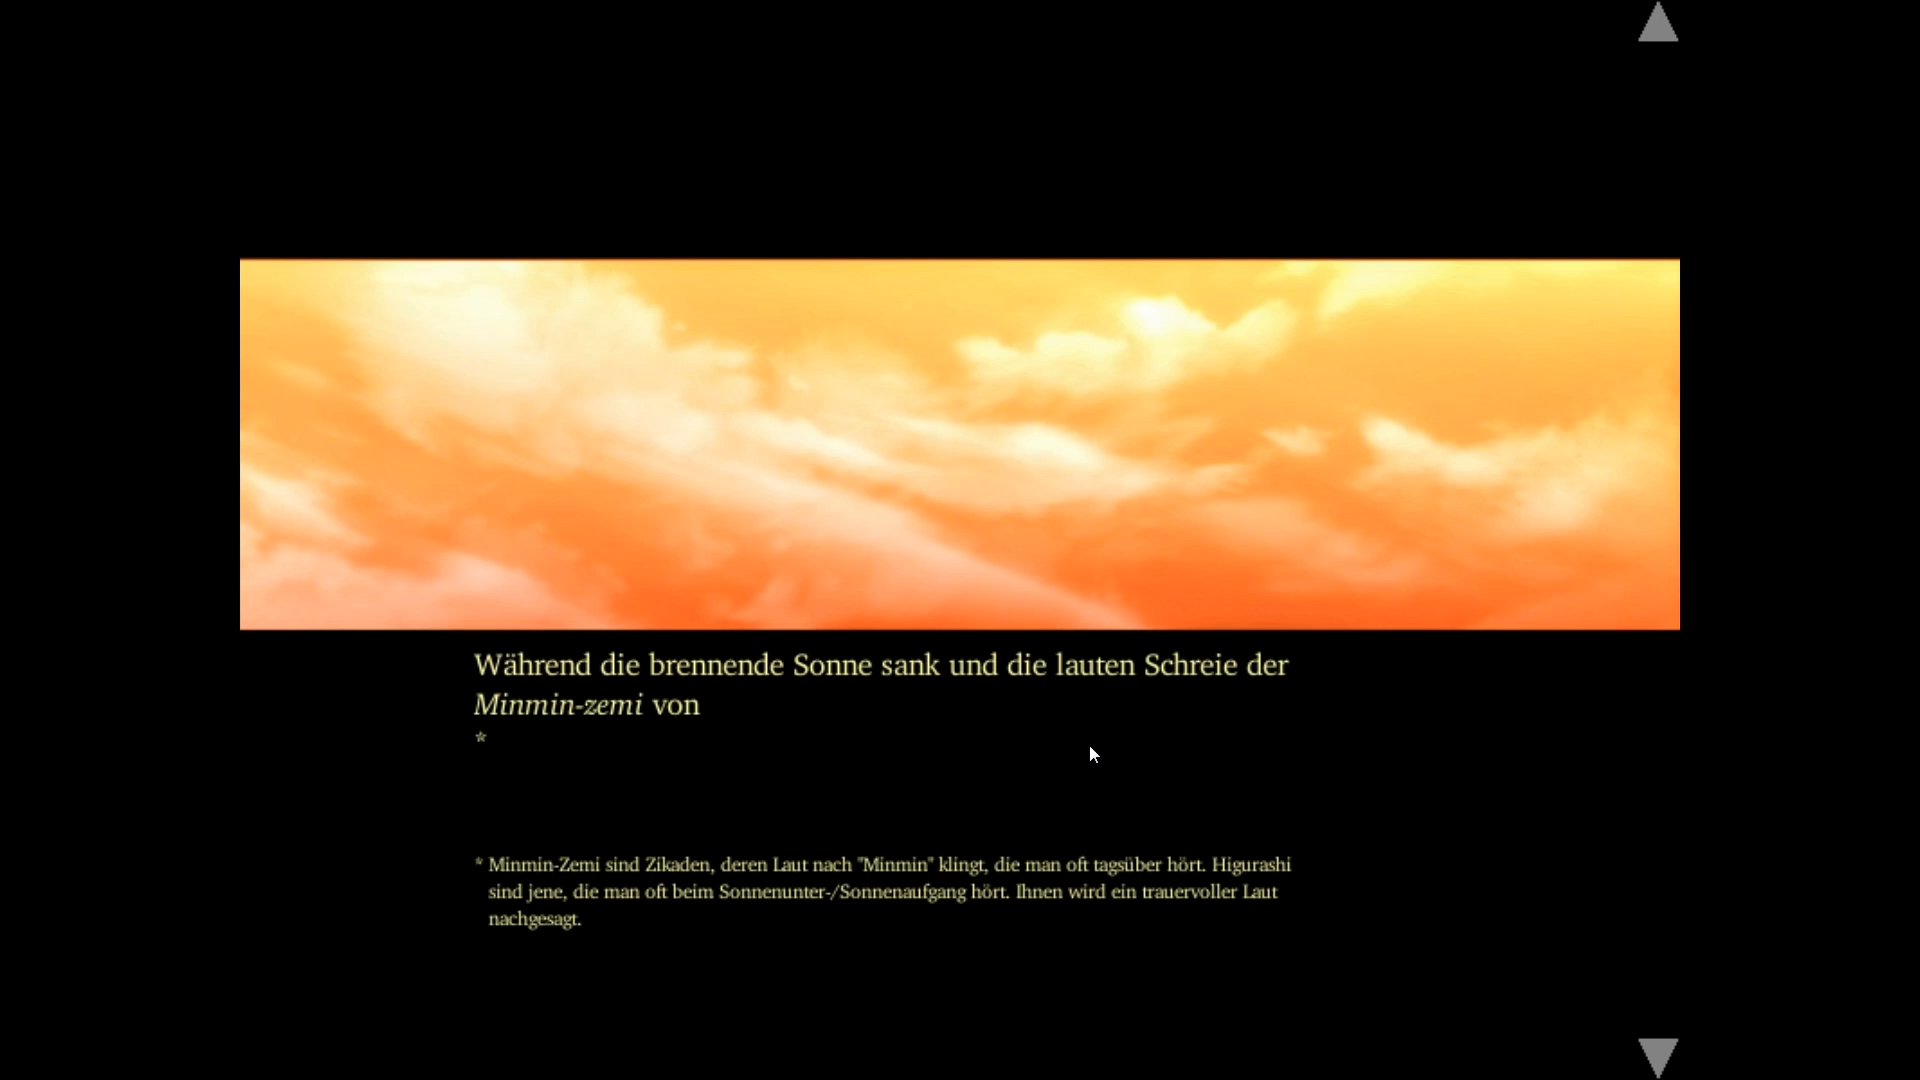 Während die brennende Sonne sank und die lauten Schreie der
Minmin-zemi von
*
* Minmin-Zemi sind Zikaden, deren Laut nach "Minmin" klingt, die man oft tagsüber hört. Higurashi
sind jene, die man oft beim Sonnenunter-/Sonnenaufgang hört. Ihnen wird ein trauervoller Laut
nachgesagt.